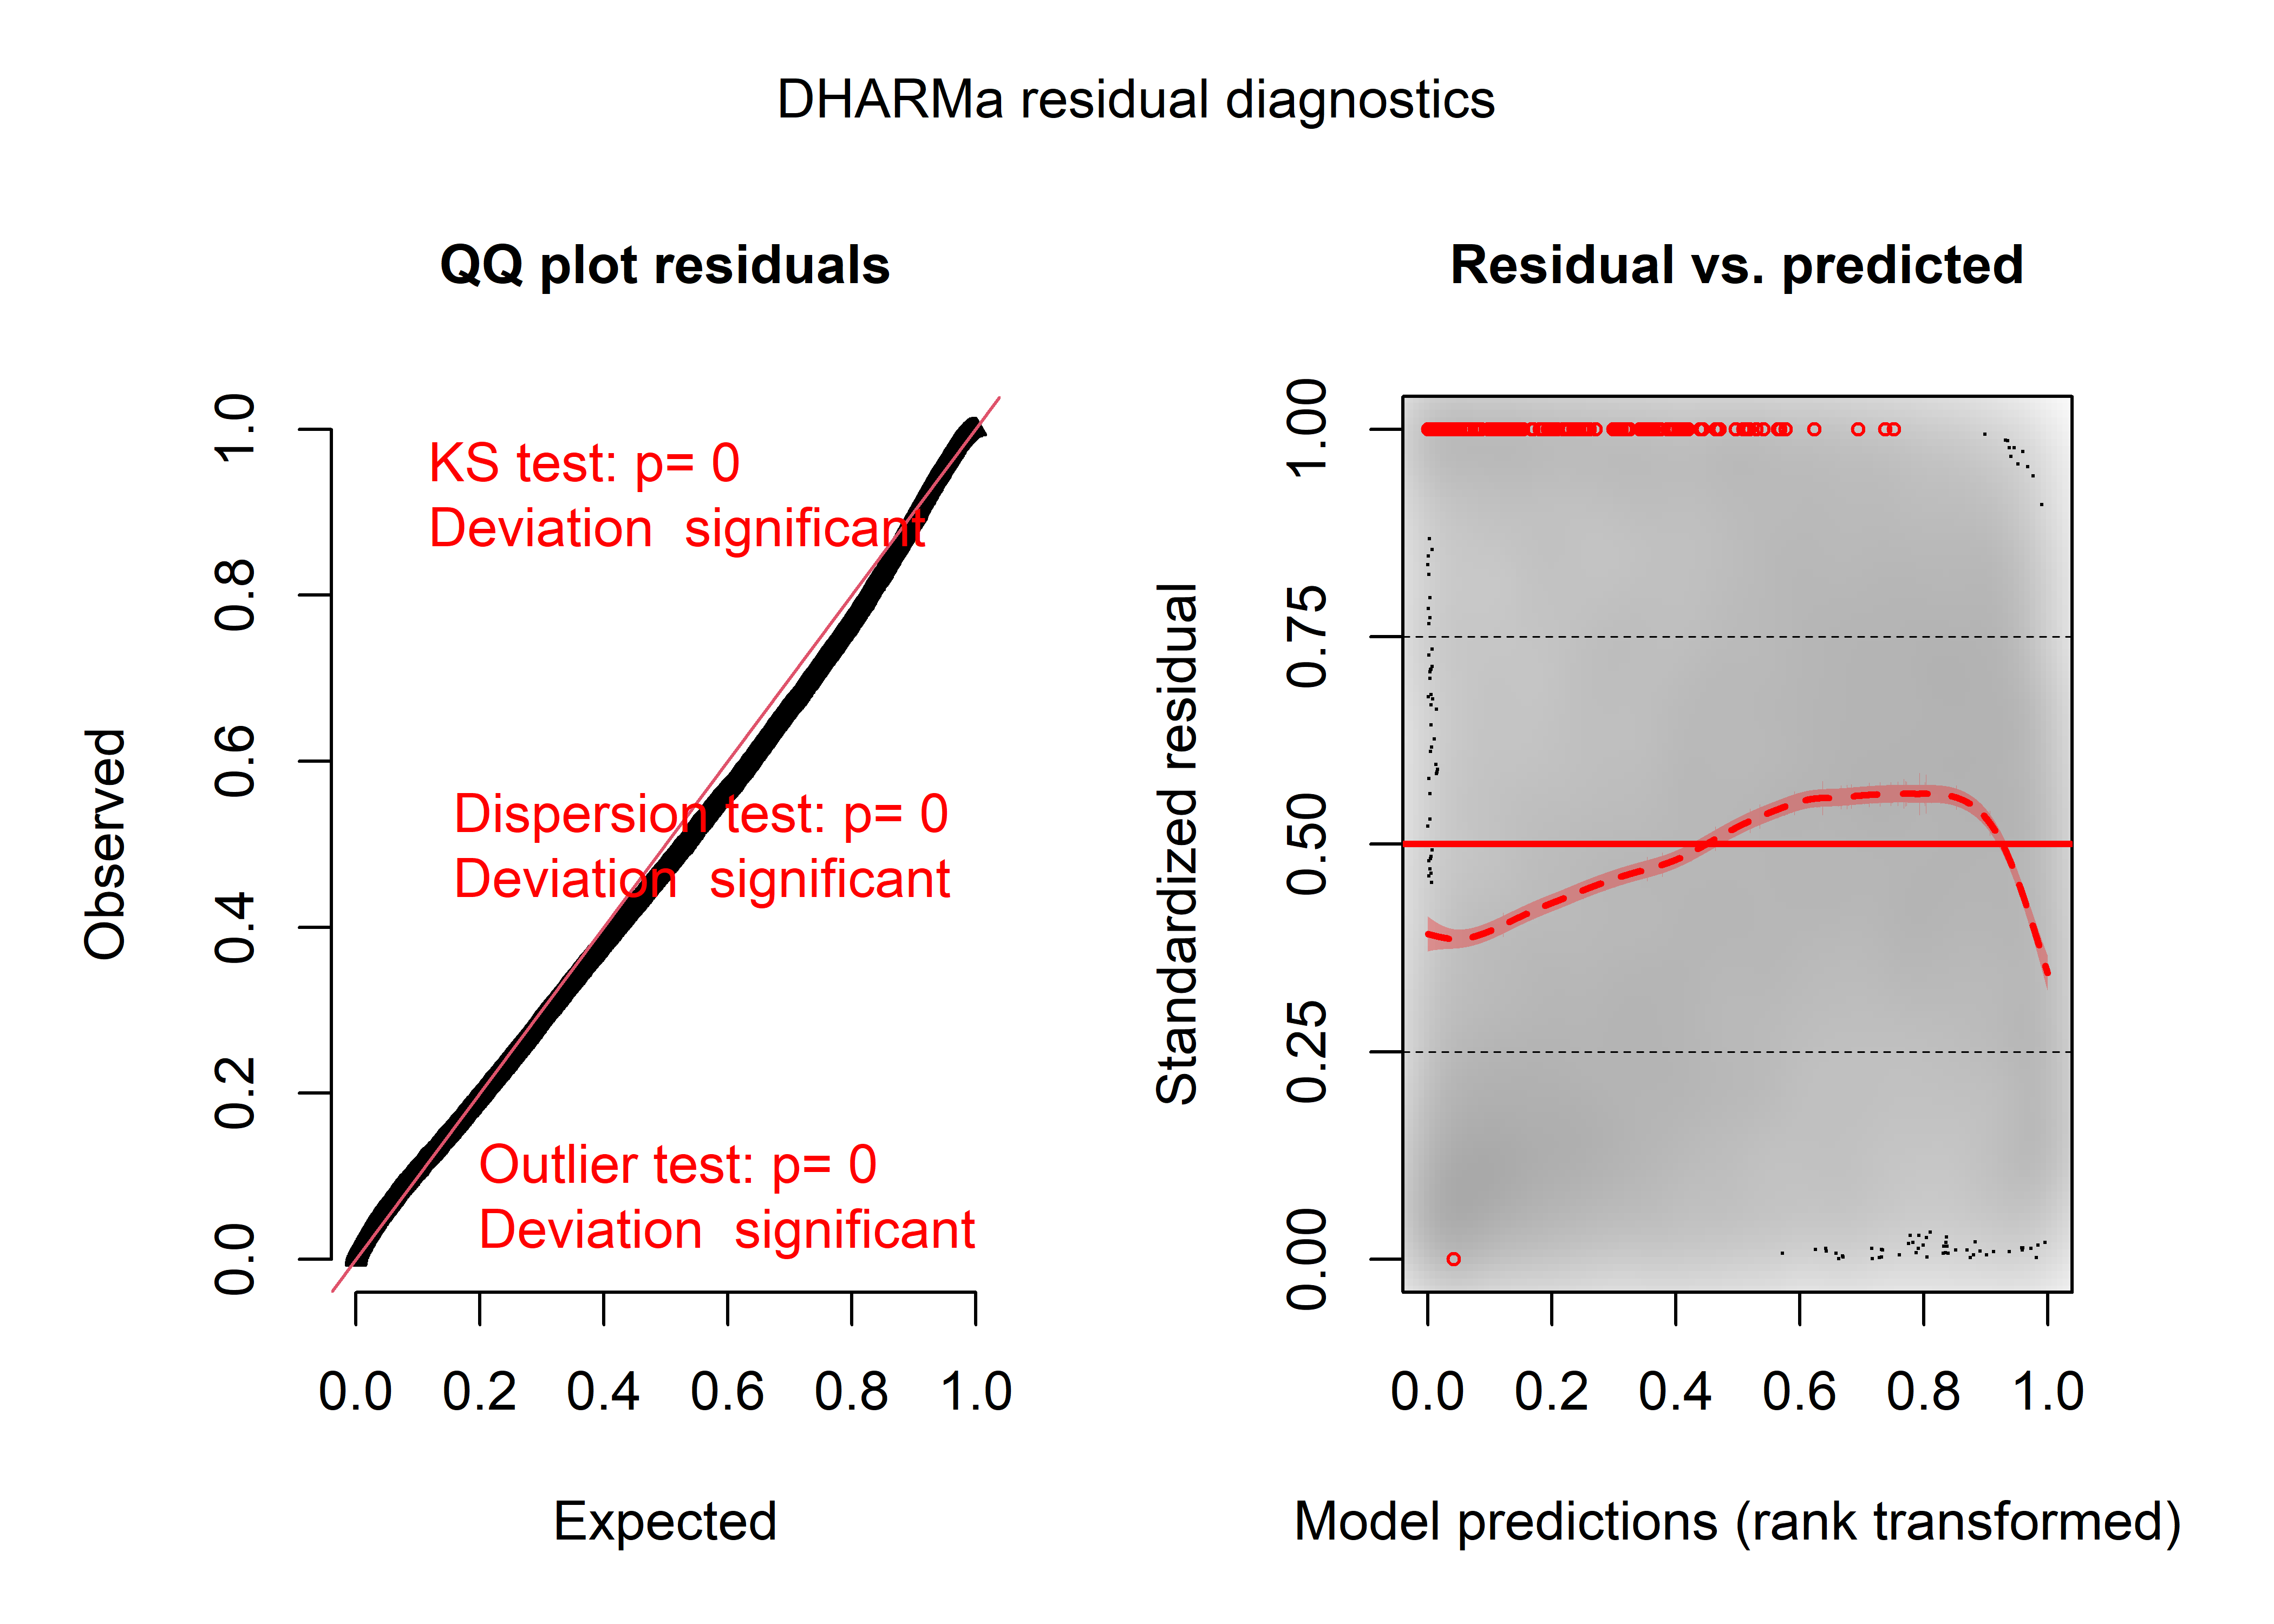 DHARMa residual diagnostics
QQ plot residuals
KS test: p= 0
Deviation  significant
Dispersion test: p= 0
Deviation  significant
Outlier test: p= 0
Deviation  significant
Observed
1.0
0.8
0.6
0.4
0.2
0.0
0.0 0.2 0.4 0.6 0.8 1.0
Expected
Residual vs. predicted
Standardized residual
1.00
0.75
0.50
0.25
0.00
0.0 0.2 0.4 0.6 0.8 1.0
Model predictions (rank transformed)